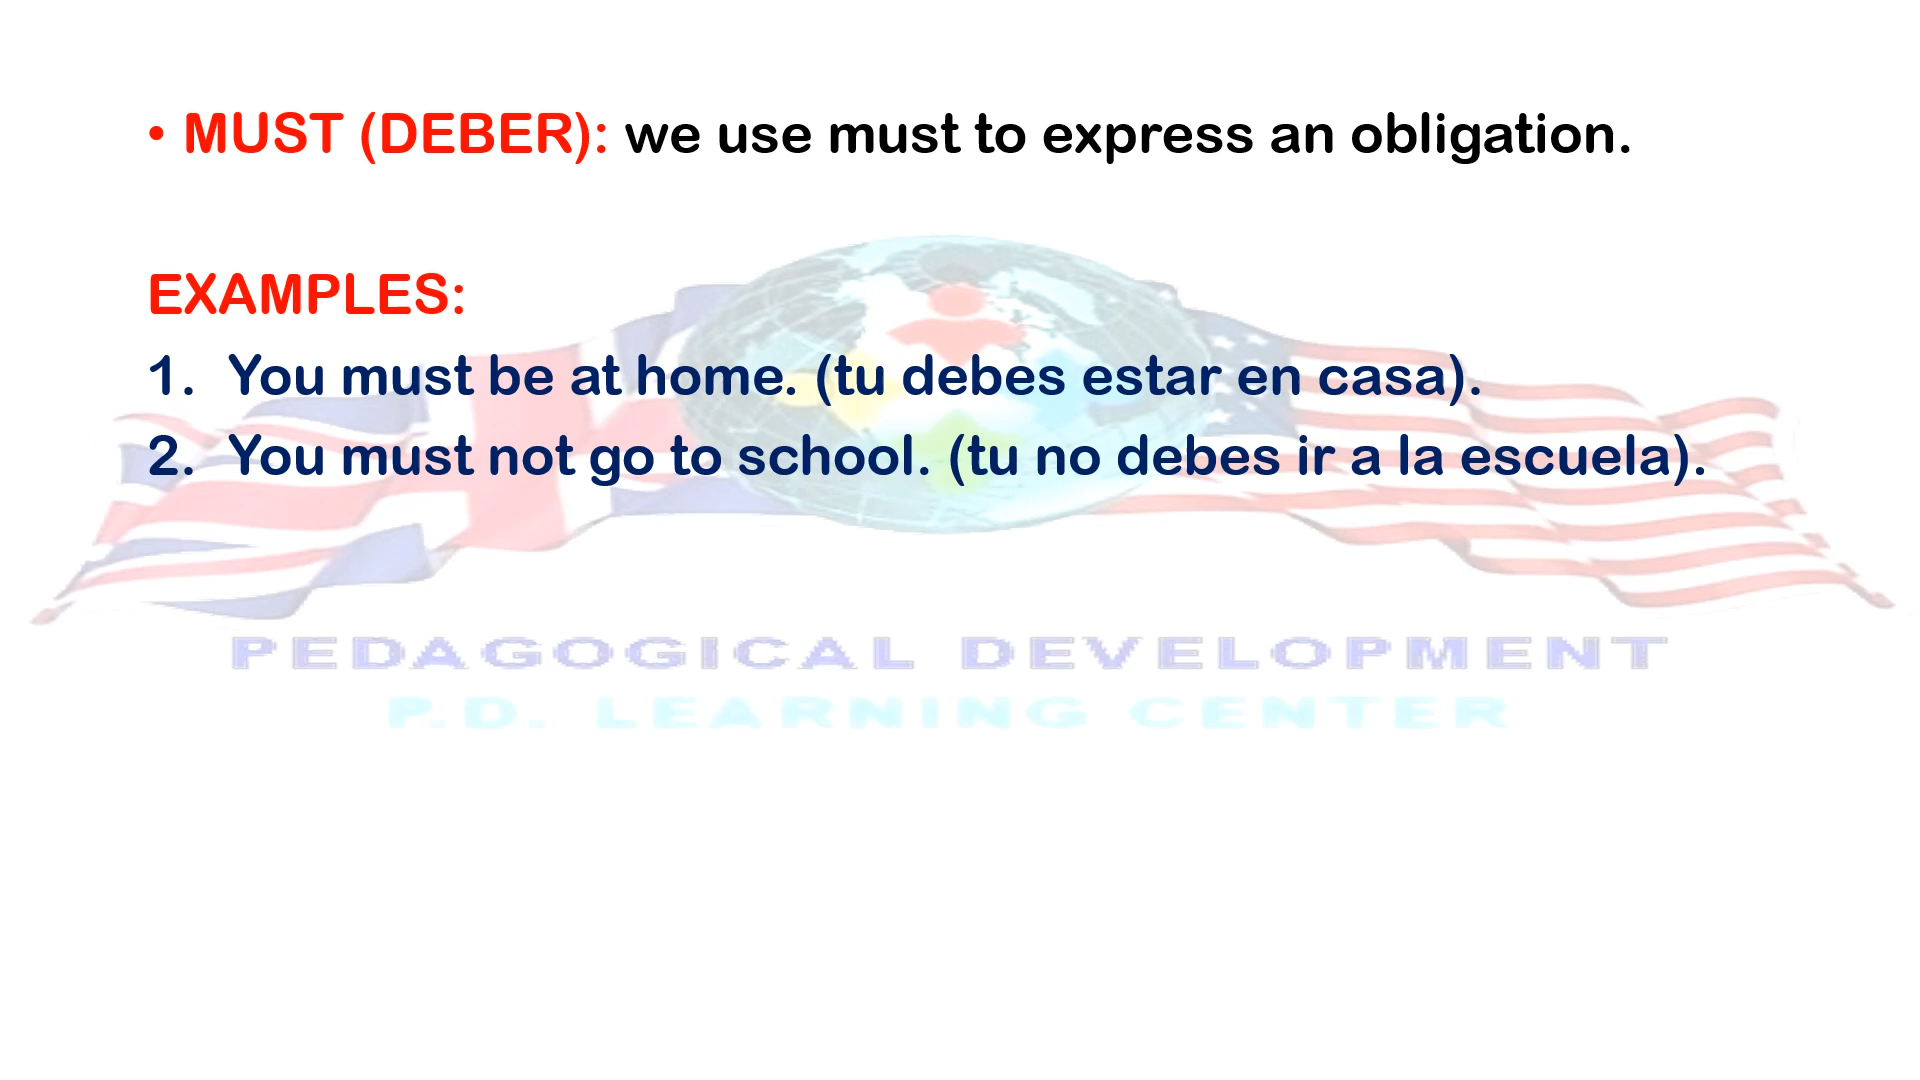 • MUST (DEBER): we use must to express an obligation.
EXAMPLES:
1. You must be at home. (tu debes estar en casa).
2. You must not go to school. (tu no debes ir a la escuela).
PEDAGOGICAL DEVELOPMENT
P.D. LEARNING CENTER